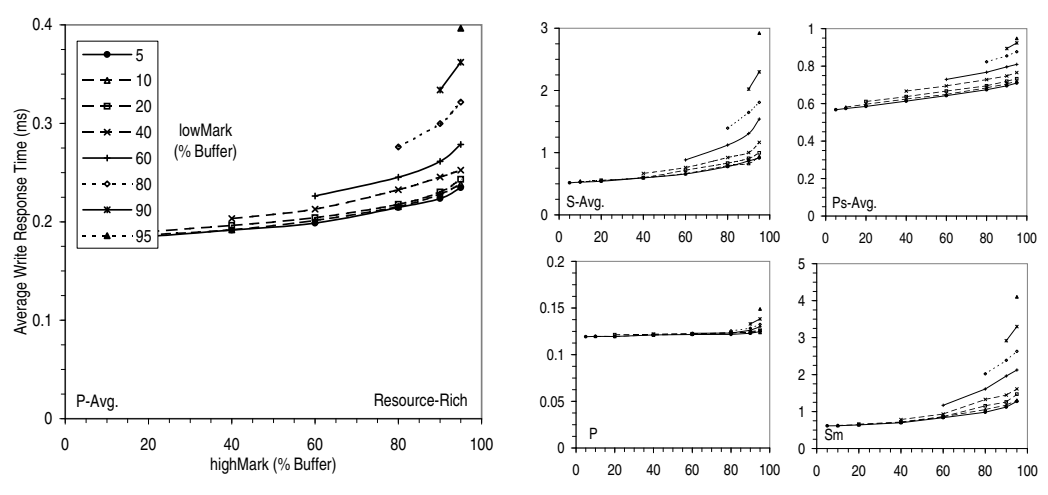 0.4
0.3
0.2
0.1
0
Average Write Response Time (ms)
5
10
20
40
60
80
90
95
lowMark
(% Buffer)
P-Avg.
Resource-Rich
0 20 40 60 80 100
highMark (% Buffer)
3
2
1
0
S-Avg.
0 20 40 60 80 100
1
0.8
0.6
0.4
0.2
0
Ps-Avg.
0 20 40 60 80 100
0.2
0.15
0.1
0.05
0
P
0 20 40 60 80 100
5
4
3
2
1
0
Sm
0 20 40 60 80 100